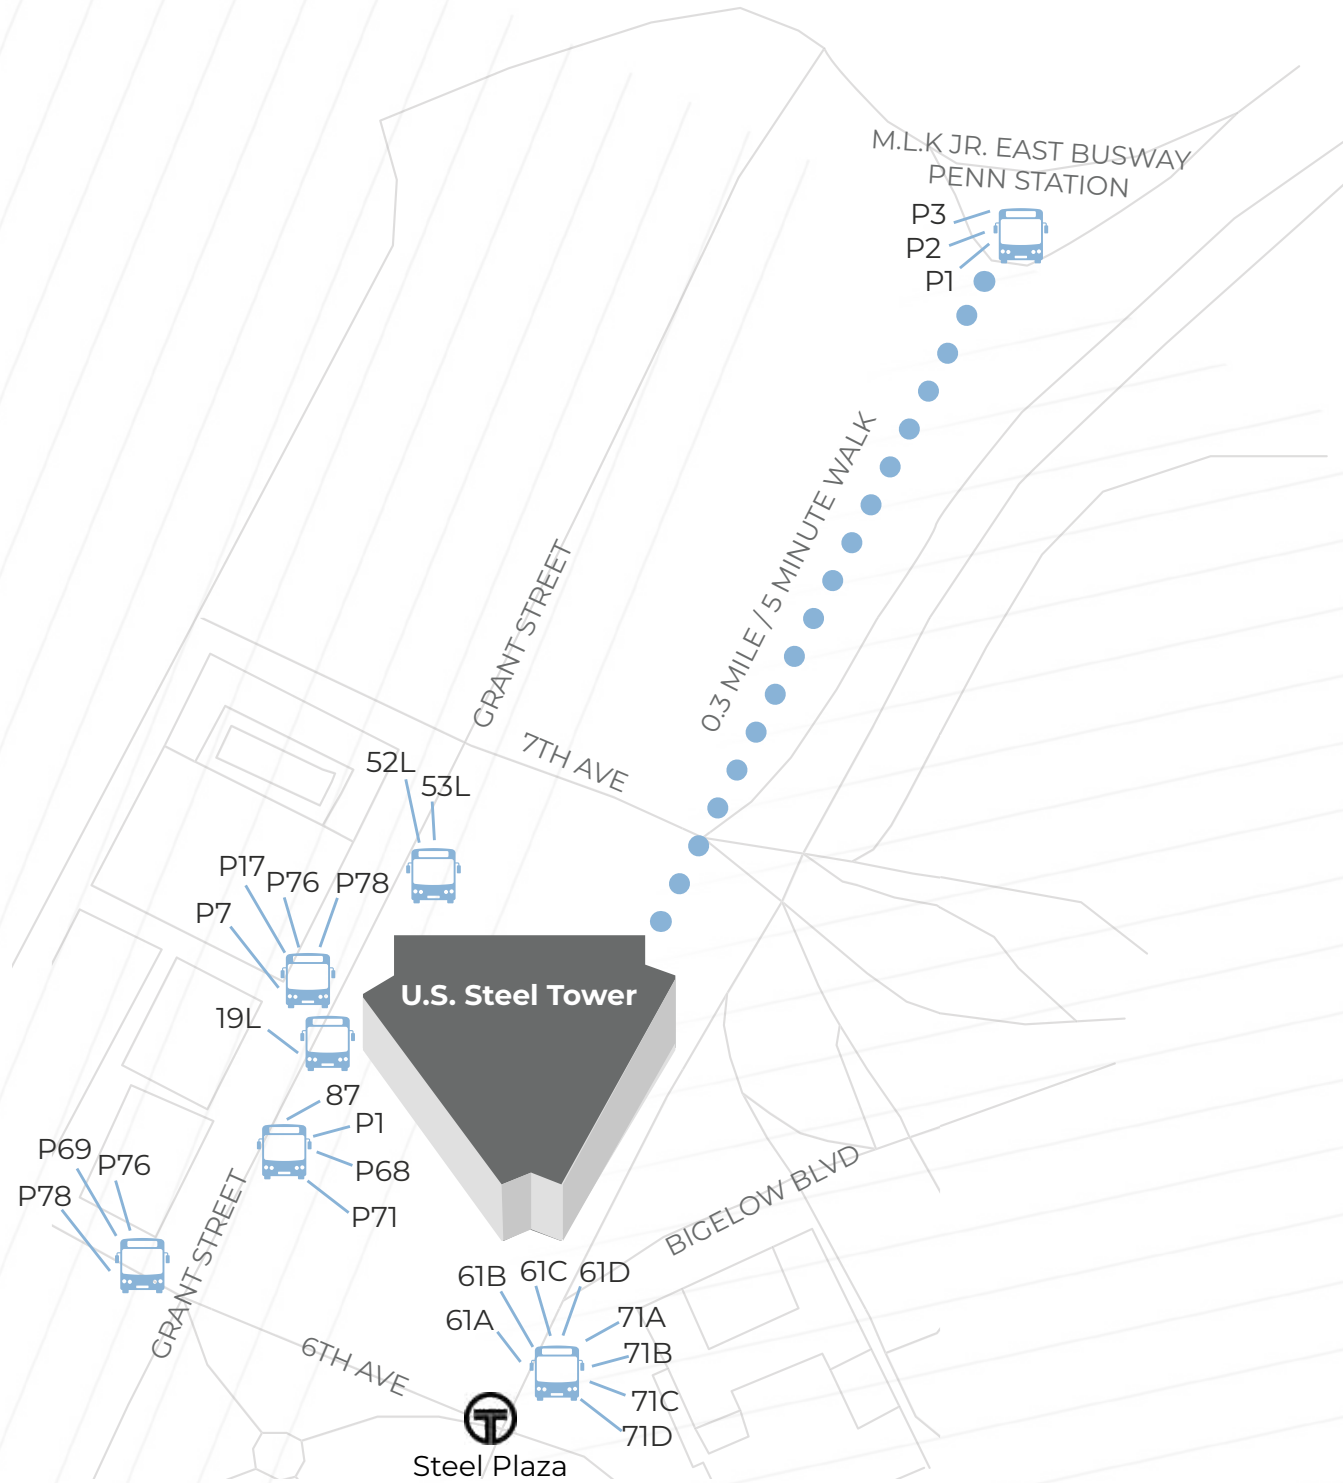 M.L.K JR. EAST BUSWAY
PENN STATION
P3
P2
P1
0.3 MILE / 5 MINUTE WALK
GRANT STREET
7TH AVE
52L
53L
P17
P76
P78
P7
19L
U.S. Steel Tower
87
P1
P68
P71
P69
P76
P78
GRANT STREET
BIGELOW BLVD
61B
61C
61D
61A
71A
71B
71C
71D
6TH AVE
T
Steel Plaza